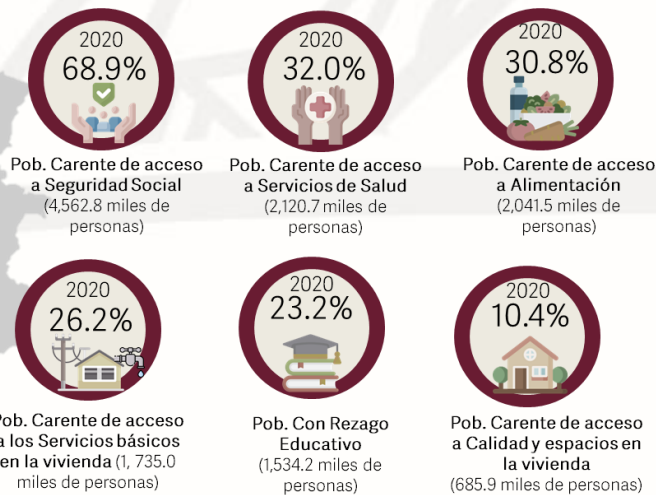 2020
68.9%
Pob. Carente de acceso
a Seguridad Social
(4,562.8 miles de
personas)
2020
32.0%
Pob. Carente de acceso
a Servicios de Salud
(2,120.7 miles de
personas)
2020
30.8%
Pob. Carente de acceso
a Alimentación
(2,041.5 miles de
personas)
2020
26.2%
Pob. Carente de acceso
a los Servicios básicos
en la vivienda (1, 735.0
miles de personas)
2020
23.2%
Pob. Con Rezago
Educativo
(1,534.2 miles de
personas)
2020
10.4%
Pob. Carente de acceso
a Calidad y espacios en
la vivienda
(685.9 miles de personas)